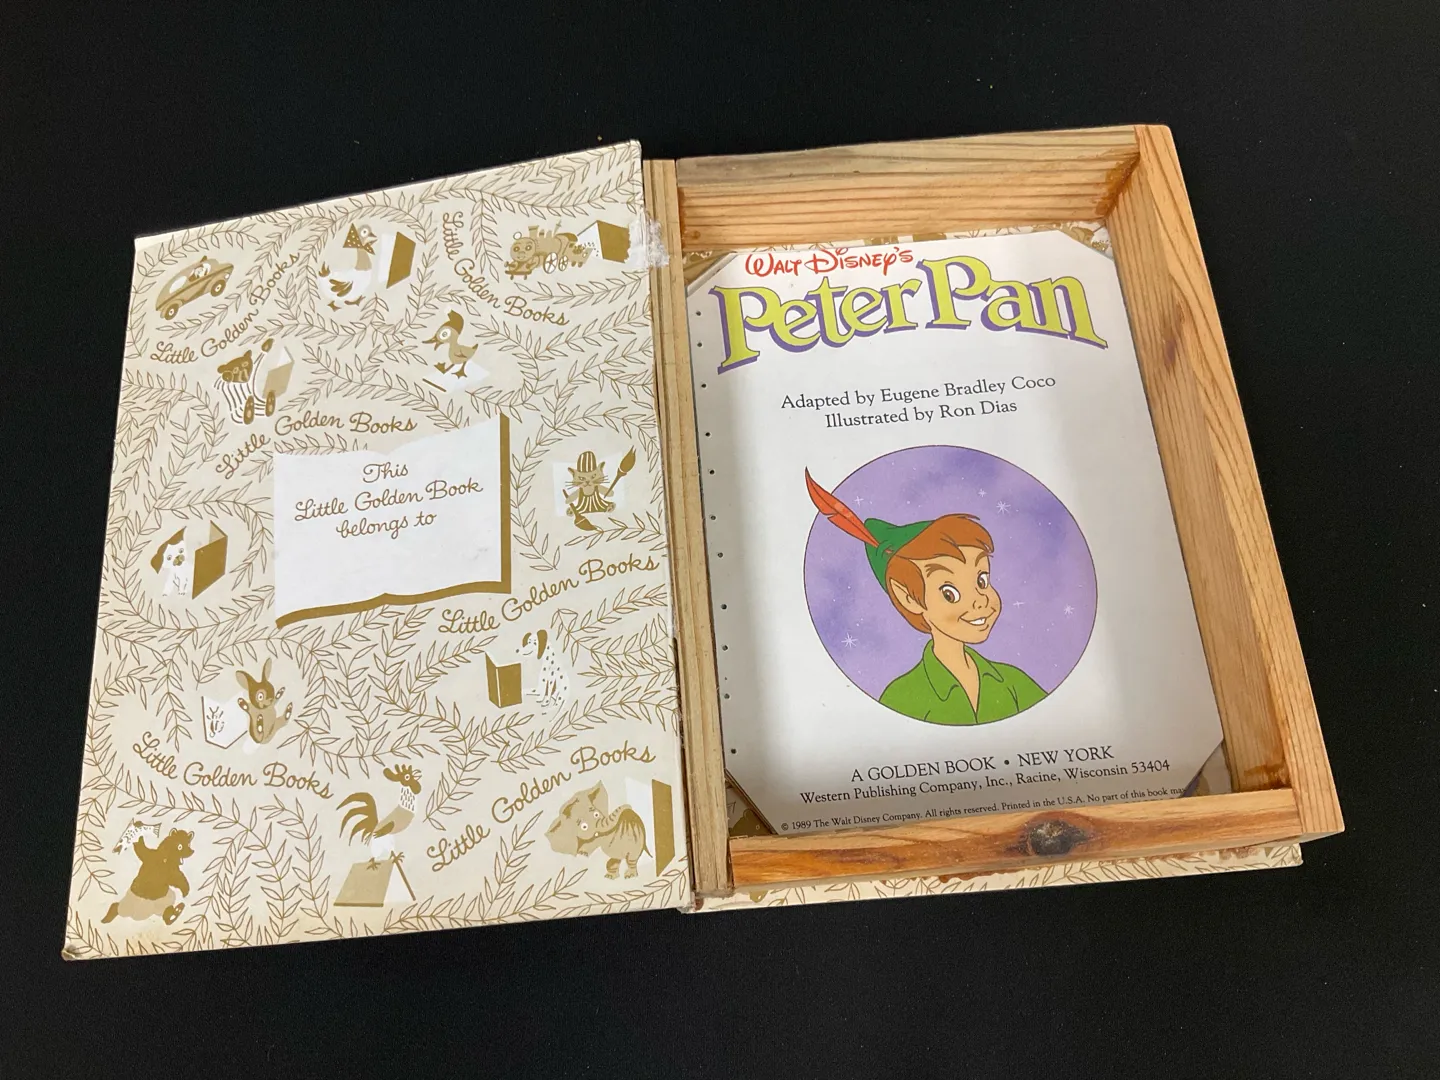 Little Golden Books
Little Golden Books
Little Golden Books
This
Little Golden Book
belongs to
Little Golden Books
Little Golden Books
Little Golden Books
WALT DISNEY'S
Peter Pan
Adapted by Eugene Bradley Coco
Illustrated by Ron Dias
A GOLDEN BOOK • NEW YORK
Western Publishing Company, Inc., Racine, Wisconsin 53404
© 1989 The Walt Disney Company. All rights reserved. Printed in the U.S.A. No part of this book may